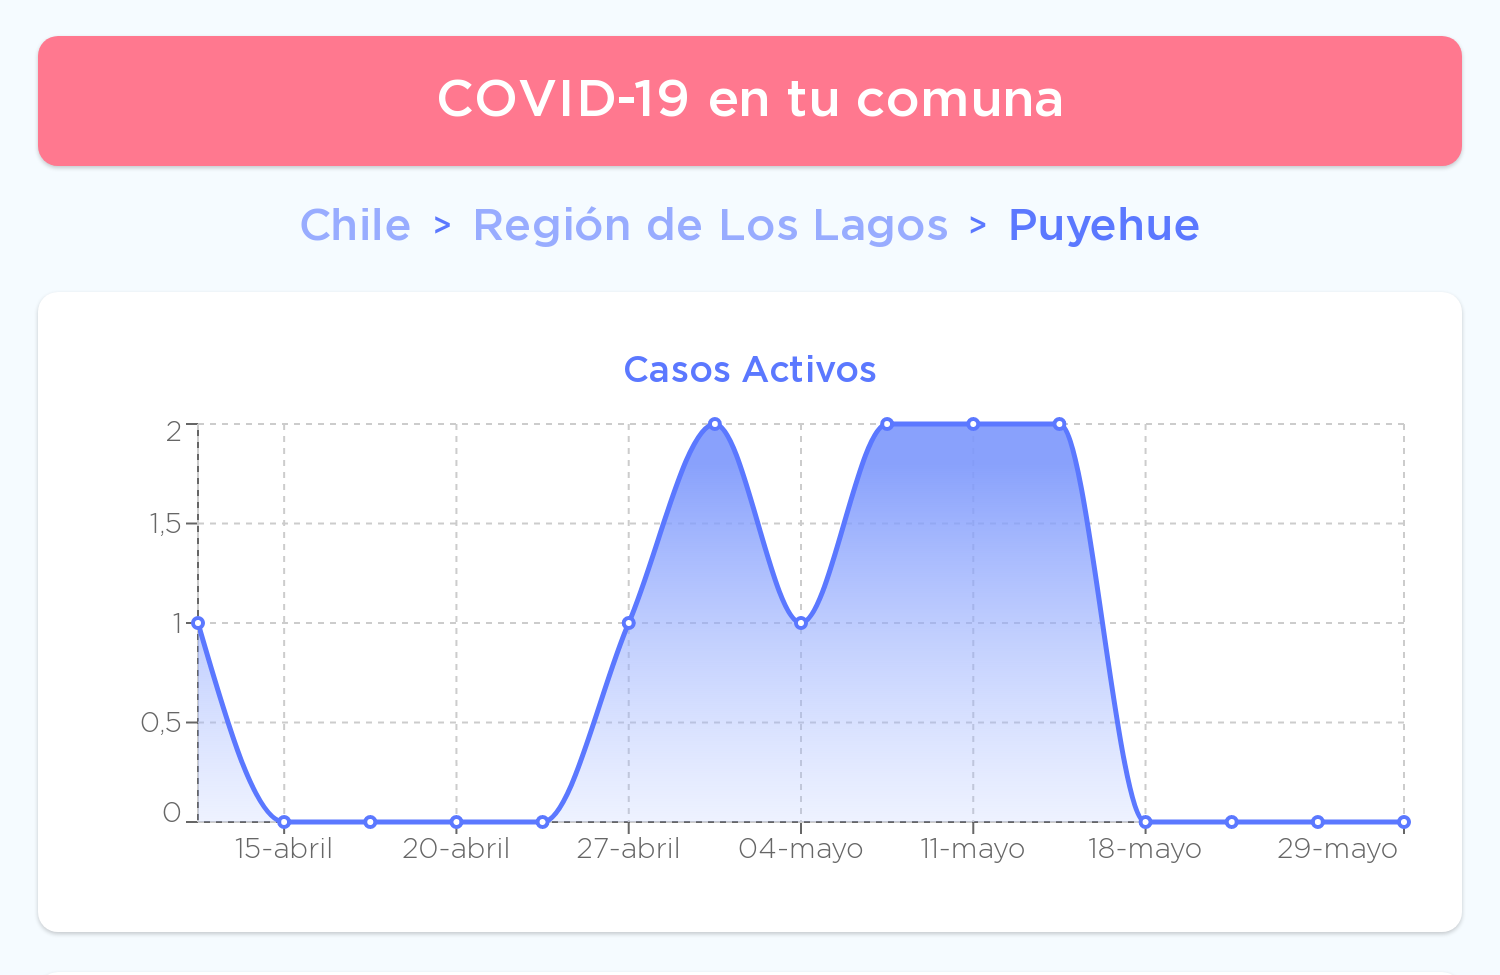 COVID-19 en tu comuna
Chile > Región de Los Lagos > Puyehue
Casos Activos
2
1,5
1
0,5
0
15-abril 20-abril 27-abril 04-mayo 11-mayo 18-mayo 29-mayo